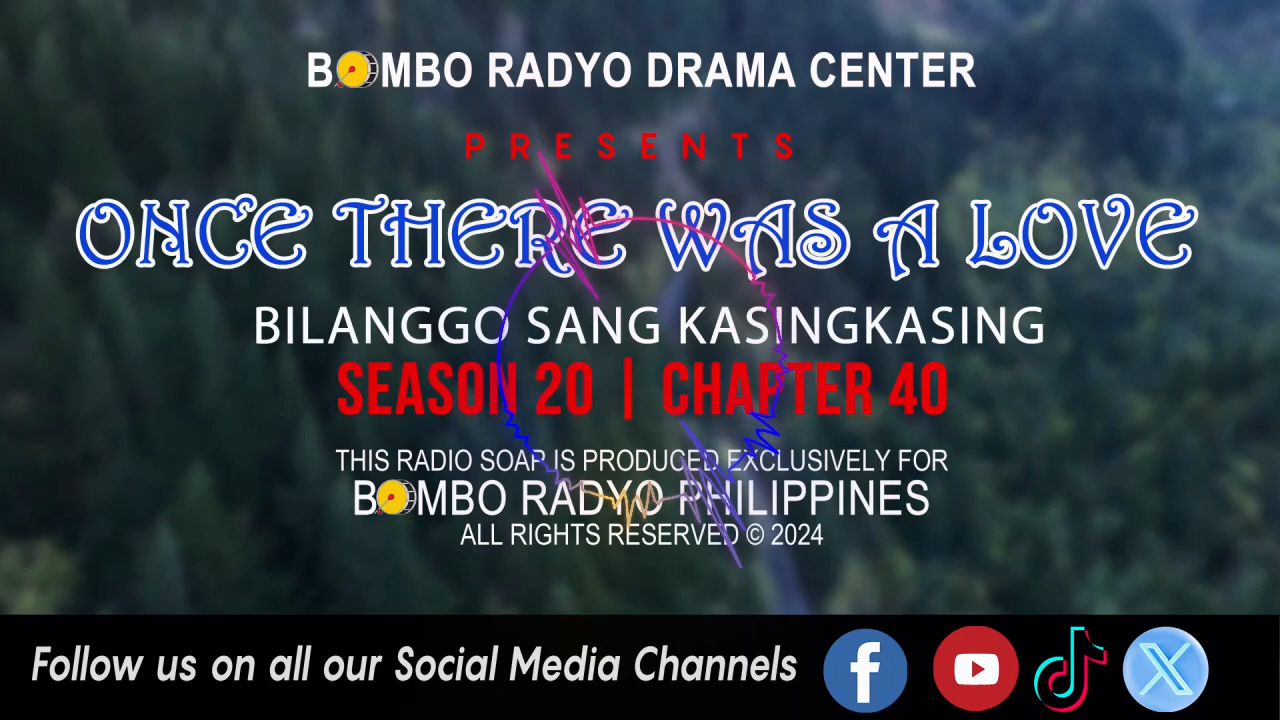 BOMBO RADYO DRAMA CENTER
PRESENTS
ONCE THERE WAS A LOVE
BILANGGO SANG KASINGKASING
SEASON 20 | CHAPTER 40
THIS RADIO SOAP IS PRODUCED EXCLUSIVELY FOR
BOMBO RADYO PHILIPPINES
ALL RIGHTS RESERVED © 2024
Follow us on all our Social Media Channels